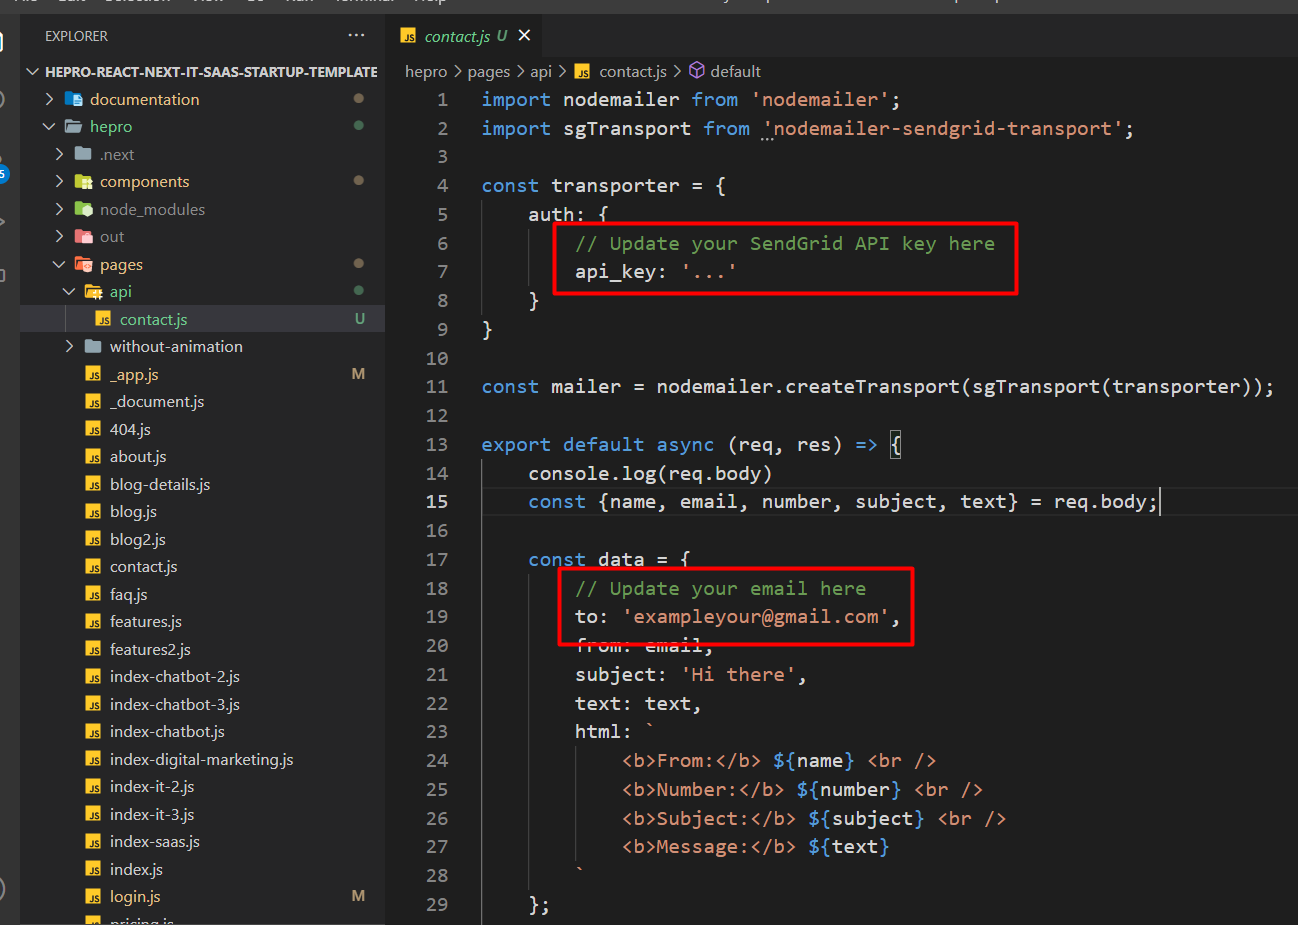 EXPLORER
...
HEPRO-REACT-NEXT-IT-SAAS-STARTUP-TEMPLATE
documentation
hepro
.next
components
node_modules
out
pages
api
contact.js U
without-animation
_app.js M
_document.js
404.js
about.js
blog-details.js
blog.js
blog2.js
contact.js
faq.js
features.js
features2.js
index-chatbot-2.js
index-chatbot-3.js
index-chatbot.js
index-digital-marketing.js
index-it-2.js
index-it-3.js
index-saas.js
index.js
login.js M
JS contact.js U
hepro > pages > api > JS contact.js > default
1 import nodemailer from 'nodemailer';
2 import sgTransport from 'nodemailer-sendgrid-transport';
3
4 const transporter = {
5 auth: {
6 // Update your SendGrid API key here
7 api_key: '...'
8 }
9 }
10
11 const mailer = nodemailer.createTransport(sgTransport(transporter));
12
13 export default async (req, res) => {
14 console.log(req.body)
15 const {name, email, number, subject, text} = req.body;
16
17 const data = {
18 // Update your email here
19 to: 'exampleyour@gmail.com',
20 from: email,
21 subject: 'Hi there',
22 text: text,
23 html: `
24 <b>From:</b> ${name} <br />
25 <b>Number:</b> ${number} <br />
26 <b>Subject:</b> ${subject} <br />
27 <b>Message:</b> ${text}
28 `
29 };